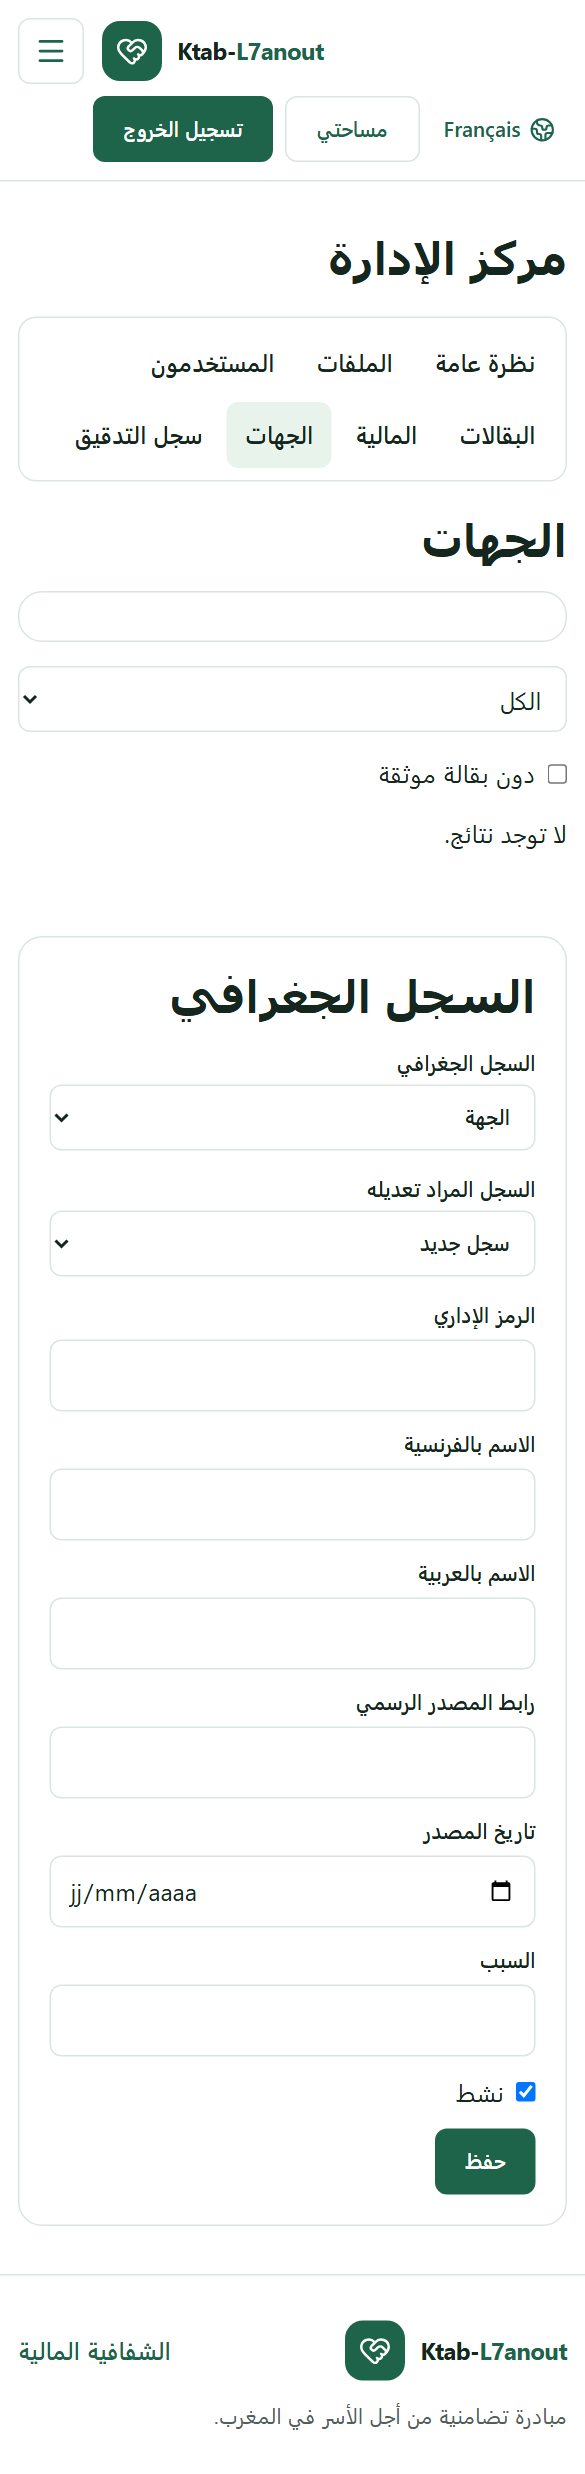 Ktab-L7anout
Français
مساحتي
تسجيل الخروج
مركز الإدارة
نظرة عامة الملفات المستخدمون
البقالات المالية الجهات سجل التدقيق
الجهات
الكل
دون بقالة موثقة
لا توجد نتائج.
السجل الجغرافي
السجل الجغرافي
الجهة
السجل المراد تعديله
سجل جديد
الرمز الإداري
الاسم بالفرنسية
الاسم بالعربية
رابط المصدر الرسمي
تاريخ المصدر
jj/mm/aaaa
السبب
نشط
حفظ
Ktab-L7anout
الشفافية المالية
مبادرة تضامنية من أجل الأسر في المغرب.